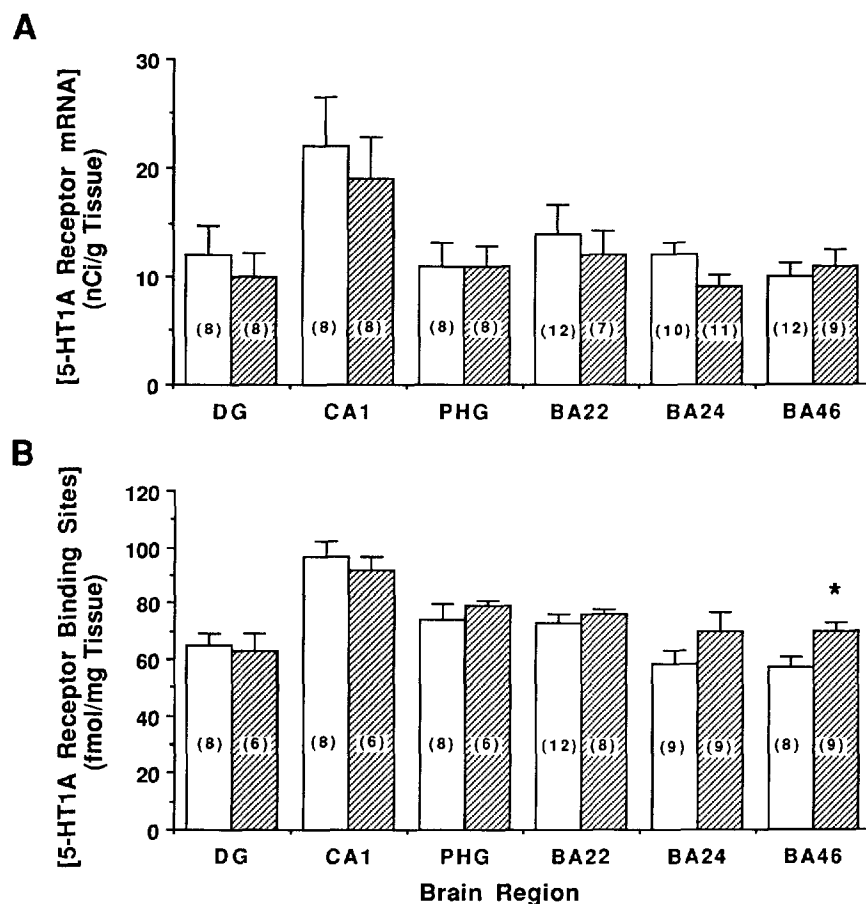 A
[5-HT1A Receptor mRNA]
(nCi/g Tissue)
30
20
10
0
(8) (8) (8) (8) (8) (8) (12) (7) (10) (11) (12) (9)
DG CA1 PHG BA22 BA24 BA46
B
[5-HT1A Receptor Binding Sites]
(fmol/mg Tissue)
120
100
80
60
40
20
0
*
(8) (6) (8) (6) (8) (6) (12) (8) (9) (9) (8) (9)
DG CA1 PHG BA22 BA24 BA46
Brain Region